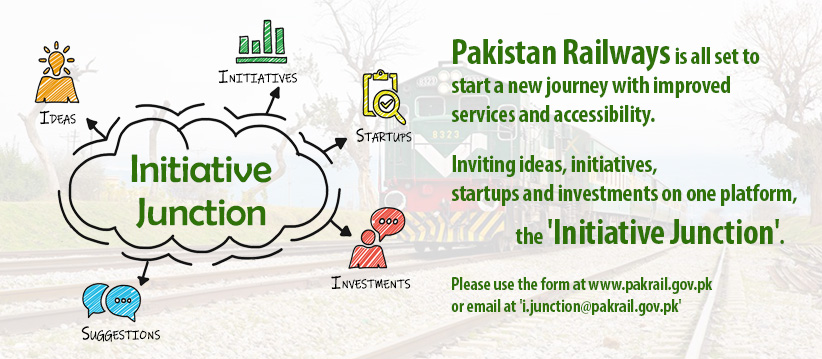 IDEAS
INITIATIVES
STARTUPS
Initiative
Junction
INVESTMENTS
SUGGESTIONS
8323
Pakistan Railways is all set to
start a new journey with improved
services and accessibility.
Inviting ideas, initiatives,
startups and investments on one platform,
the 'Initiative Junction'.
Please use the form at www.pakrail.gov.pk
or email at 'i.junction@pakrail.gov.pk'